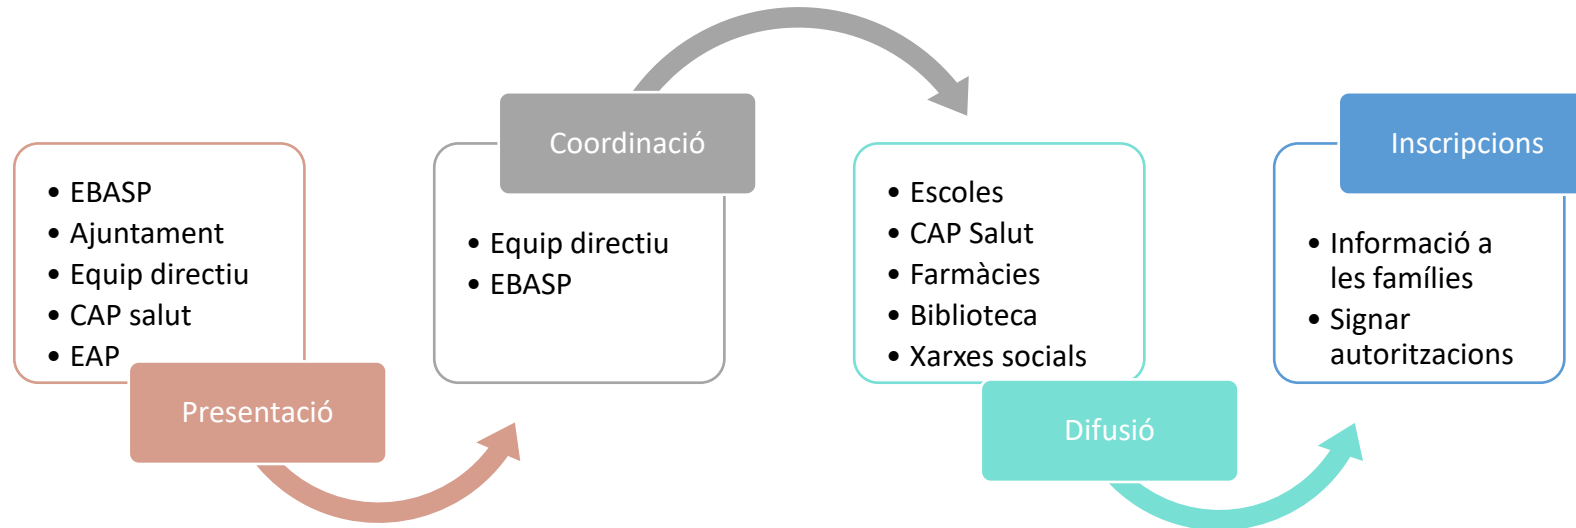 • EBASP
• Ajuntament
• Equip directiu
• CAP salut
• EAP
Presentació
Coordinació
• Equip directiu
• EBASP
• Escoles
• CAP Salut
• Farmàcies
• Biblioteca
• Xarxes socials
Difusió
Inscripcions
• Informació a
les famílies
• Signar
autoritzacions